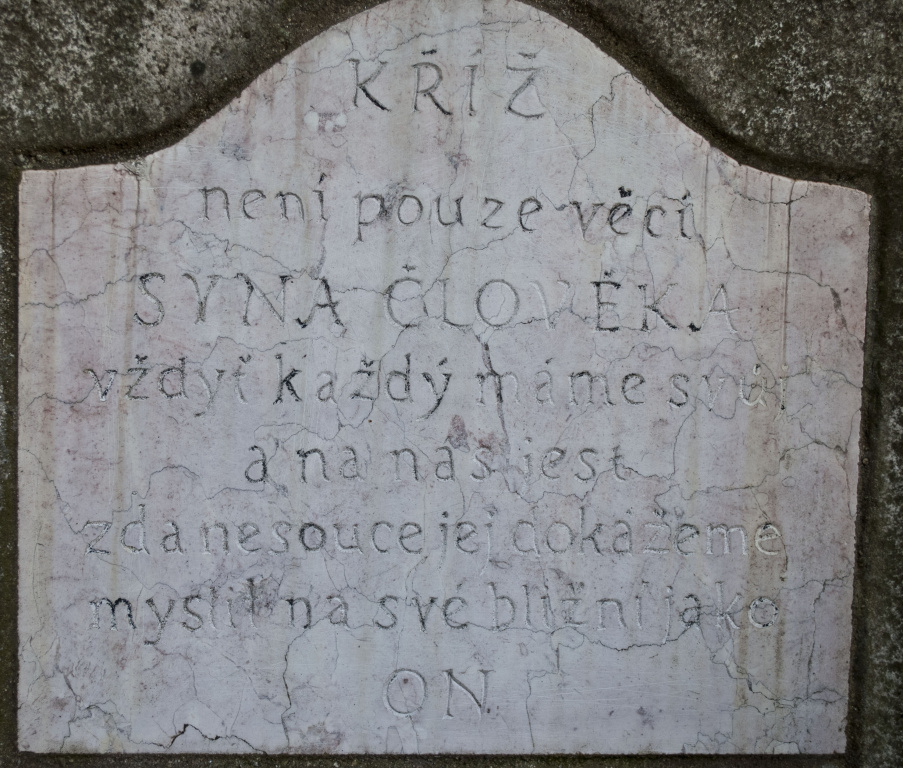 KŘÍŽ
není pouze věcí
SYNA ČLOVĚKA
vždyť každý máme svůj
a na nás jest
zda nesouce jej dokážeme
myslit na své bližní jako
ON.